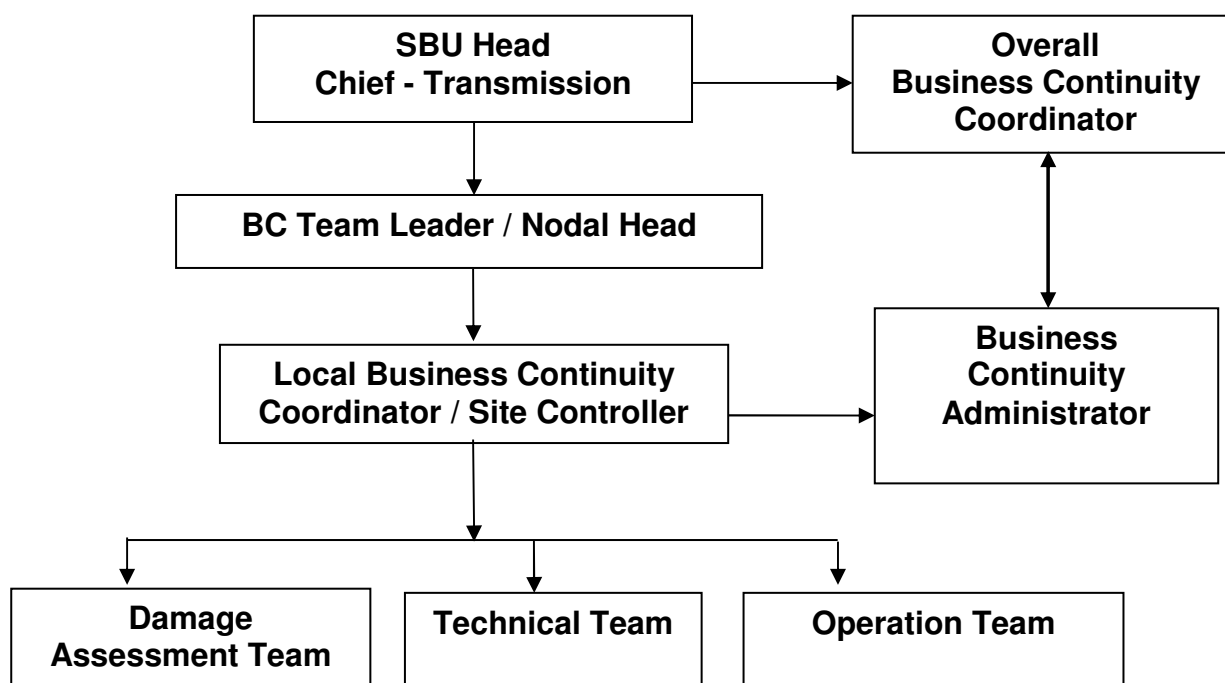 SBU Head
Chief - Transmission
Overall
Business Continuity
Coordinator
BC Team Leader / Nodal Head
Local Business Continuity
Coordinator / Site Controller
Business
Continuity
Administrator
Damage
Assessment Team
Technical Team
Operation Team